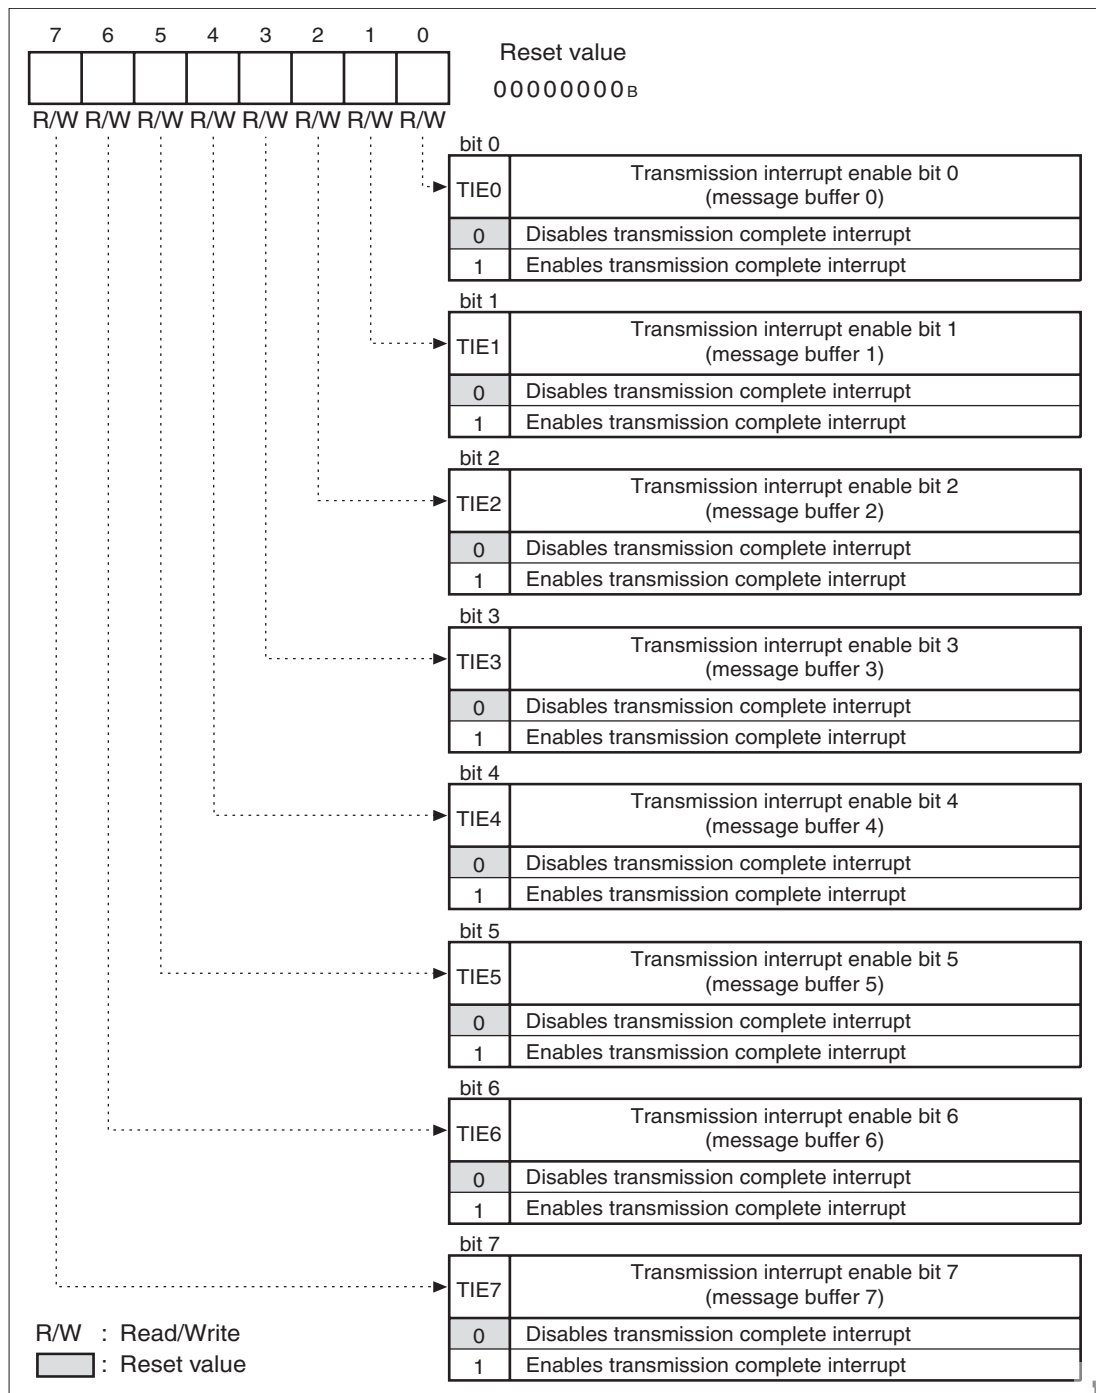 7 6 5 4 3 2 1 0
Reset value
00000000B
R/W R/W R/W R/W R/W R/W R/W R/W
bit 0
TIE0 Transmission interrupt enable bit 0
(message buffer 0)
0 Disables transmission complete interrupt
1 Enables transmission complete interrupt
bit 1
TIE1 Transmission interrupt enable bit 1
(message buffer 1)
0 Disables transmission complete interrupt
1 Enables transmission complete interrupt
bit 2
TIE2 Transmission interrupt enable bit 2
(message buffer 2)
0 Disables transmission complete interrupt
1 Enables transmission complete interrupt
bit 3
TIE3 Transmission interrupt enable bit 3
(message buffer 3)
0 Disables transmission complete interrupt
1 Enables transmission complete interrupt
bit 4
TIE4 Transmission interrupt enable bit 4
(message buffer 4)
0 Disables transmission complete interrupt
1 Enables transmission complete interrupt
bit 5
TIE5 Transmission interrupt enable bit 5
(message buffer 5)
0 Disables transmission complete interrupt
1 Enables transmission complete interrupt
bit 6
TIE6 Transmission interrupt enable bit 6
(message buffer 6)
0 Disables transmission complete interrupt
1 Enables transmission complete interrupt
bit 7
TIE7 Transmission interrupt enable bit 7
(message buffer 7)
0 Disables transmission complete interrupt
1 Enables transmission complete interrupt
R/W : Read/Write
: Reset value